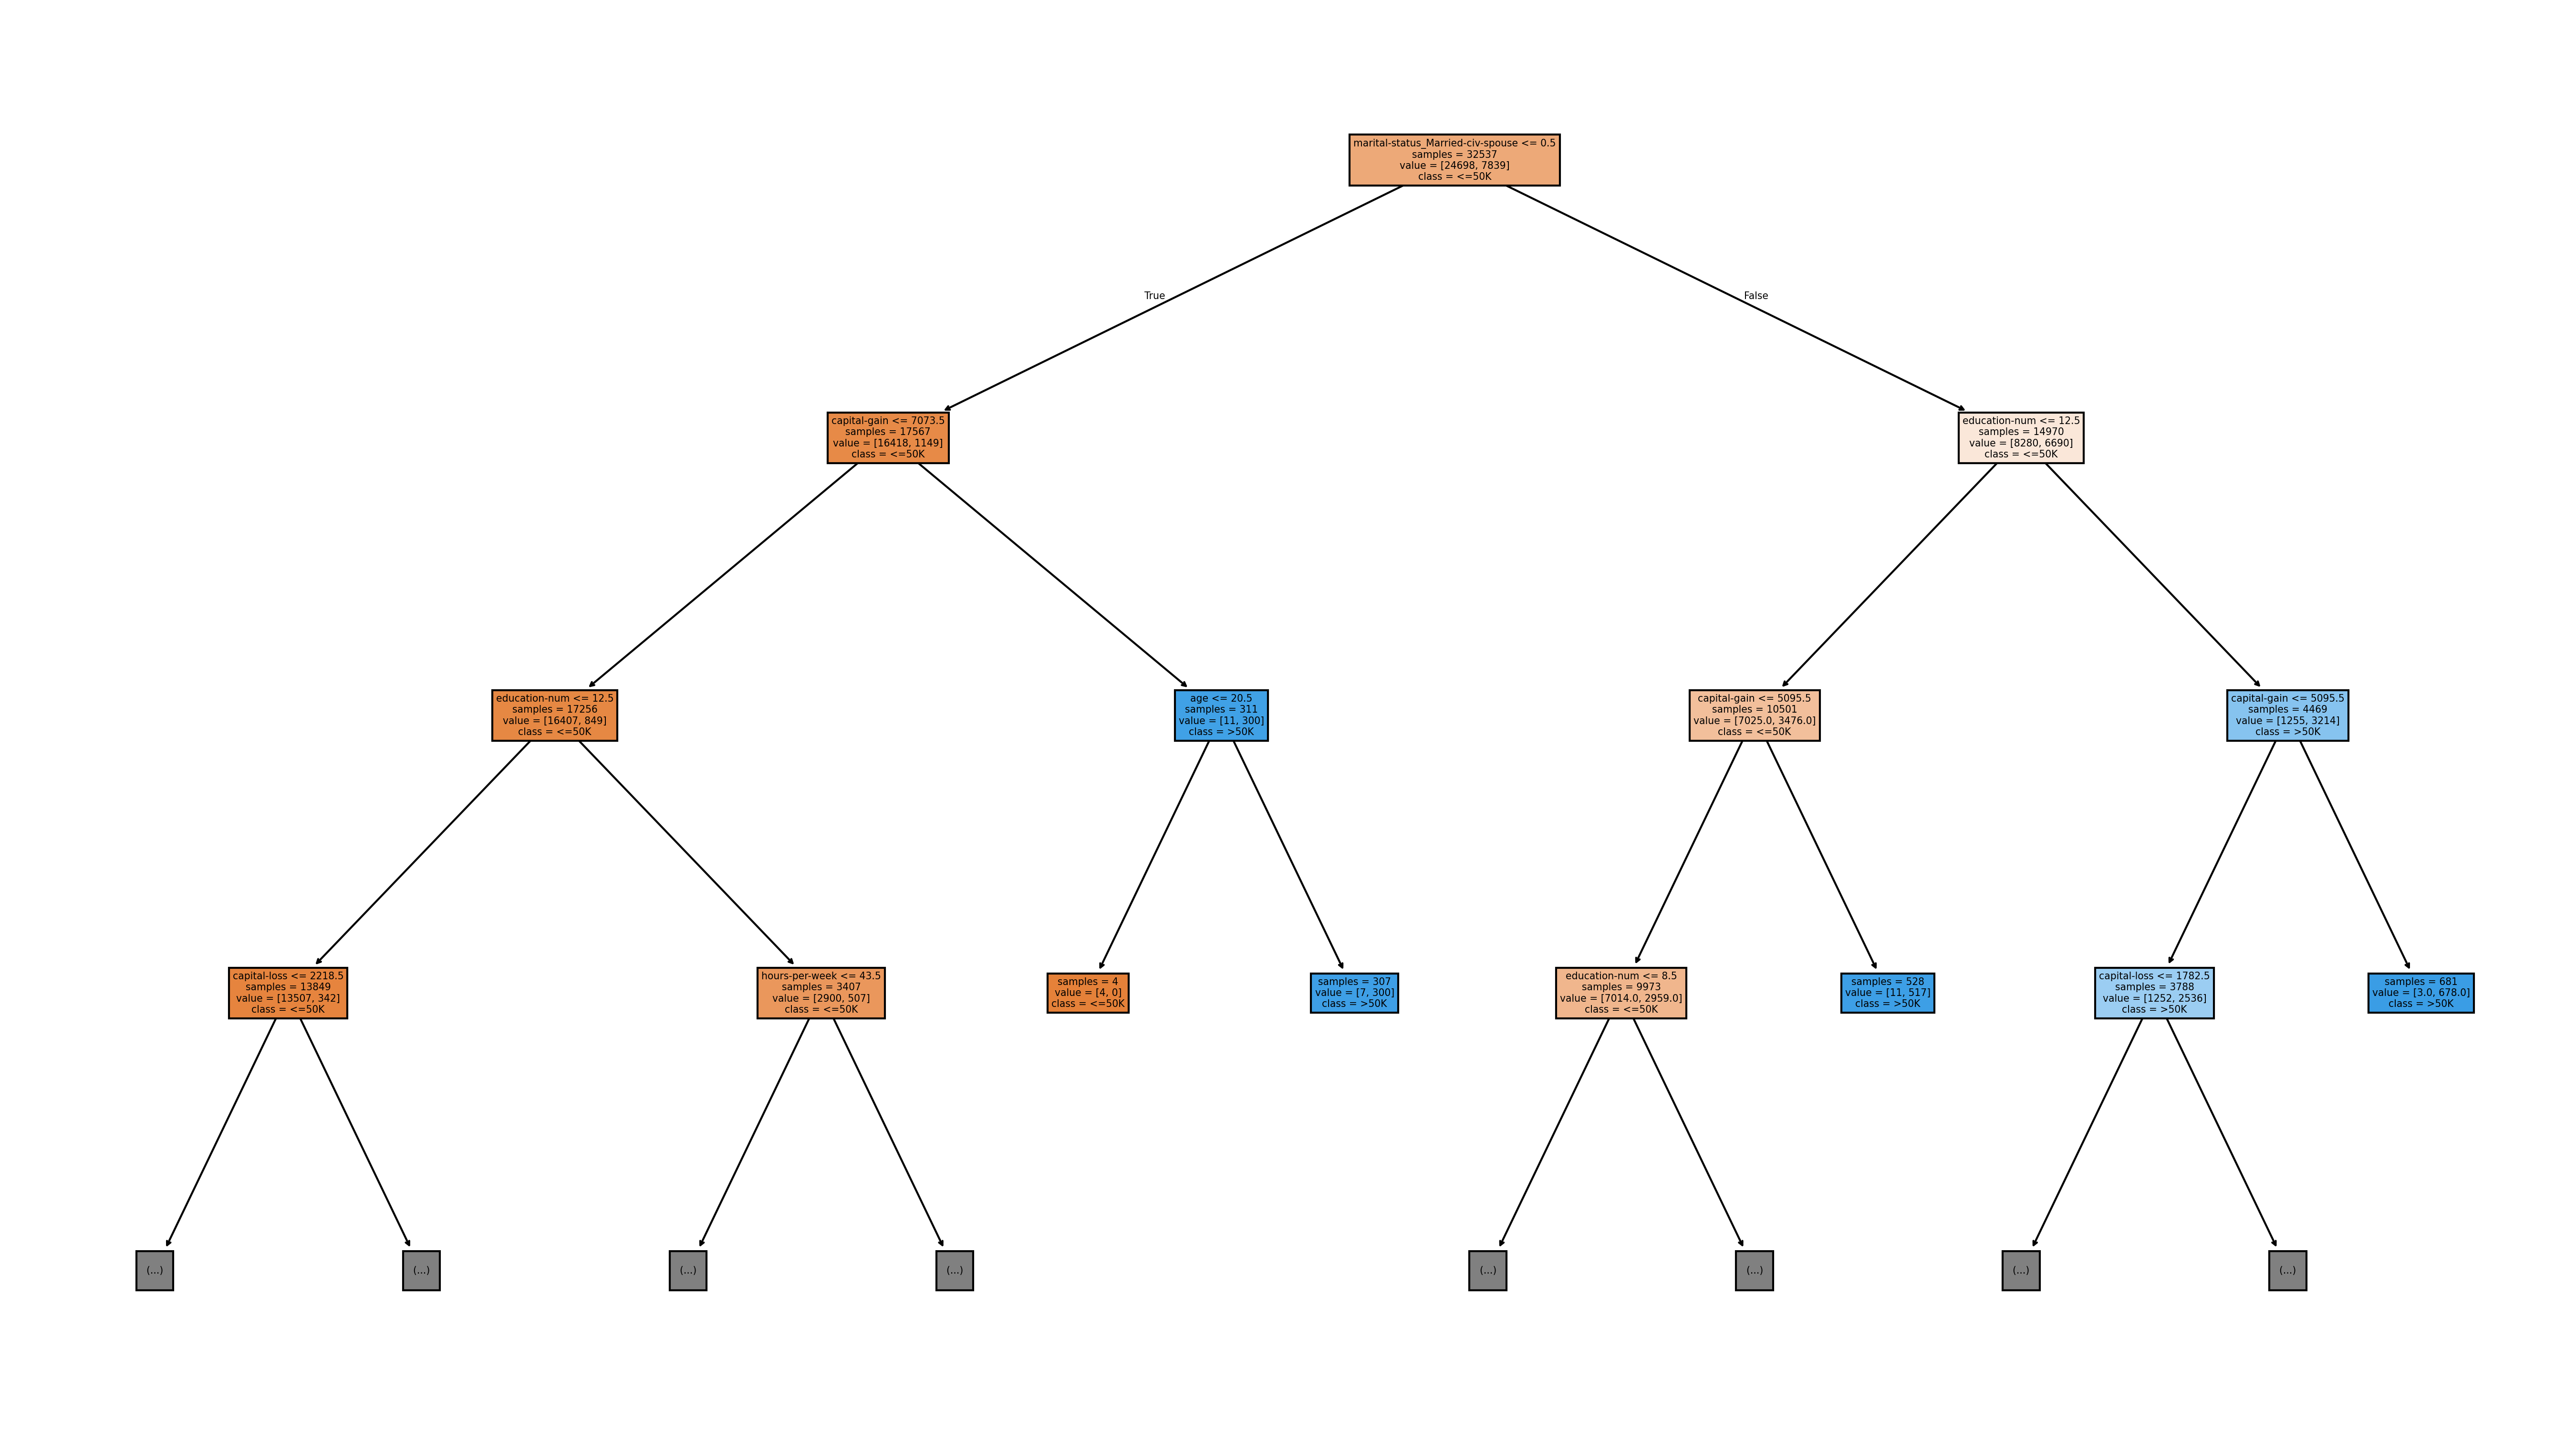 marital-status_Married-civ-spouse <= 0.5
samples = 32537
value = [24698, 7839]
class = <=50K
True
False
capital-gain <= 7073.5
samples = 17567
value = [16418, 1149]
class = <=50K
education-num <= 12.5
samples = 14970
value = [8280, 6690]
class = <=50K
education-num <= 12.5
samples = 17256
value = [16407, 849]
class = <=50K
age <= 20.5
samples = 311
value = [11, 300]
class = >50K
capital-gain <= 5095.5
samples = 10501
value = [7025.0, 3476.0]
class = <=50K
capital-gain <= 5095.5
samples = 4469
value = [1255, 3214]
class = >50K
capital-loss <= 2218.5
samples = 13849
value = [13507, 342]
class = <=50K
hours-per-week <= 43.5
samples = 3407
value = [2900, 507]
class = <=50K
samples = 4
value = [4, 0]
class = <=50K
samples = 307
value = [7, 300]
class = >50K
education-num <= 8.5
samples = 9973
value = [7014.0, 2959.0]
class = <=50K
samples = 528
value = [11, 517]
class = >50K
capital-loss <= 1782.5
samples = 3788
value = [1252, 2536]
class = >50K
samples = 681
value = [3.0, 678.0]
class = >50K
(...)
(...)
(...)
(...)
(...)
(...)
(...)
(...)